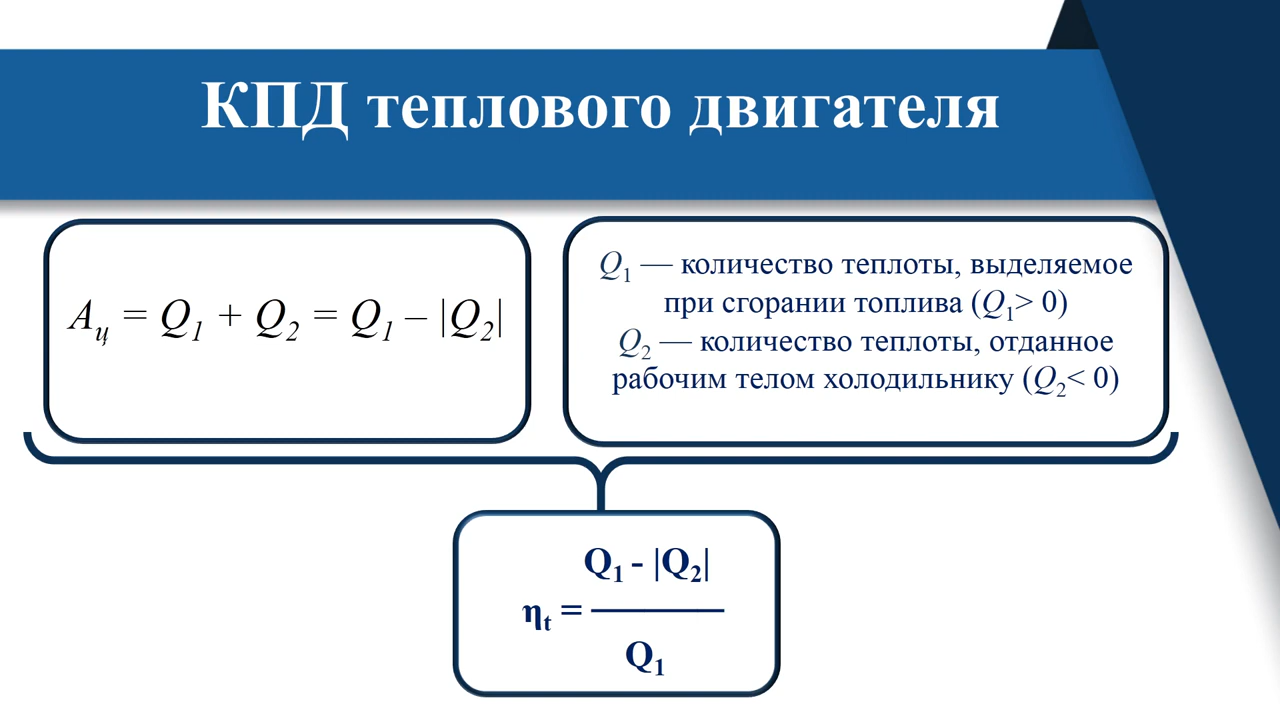 КПД теплового двигателя
Aц = Q1 + Q2 = Q1 – |Q2|
Q1 — количество теплоты, выделяемое
при сгорании топлива (Q1> 0)
Q2 — количество теплоты, отданное
рабочим телом холодильнику (Q2< 0)
Q1 - |Q2|
ηt =
Q1